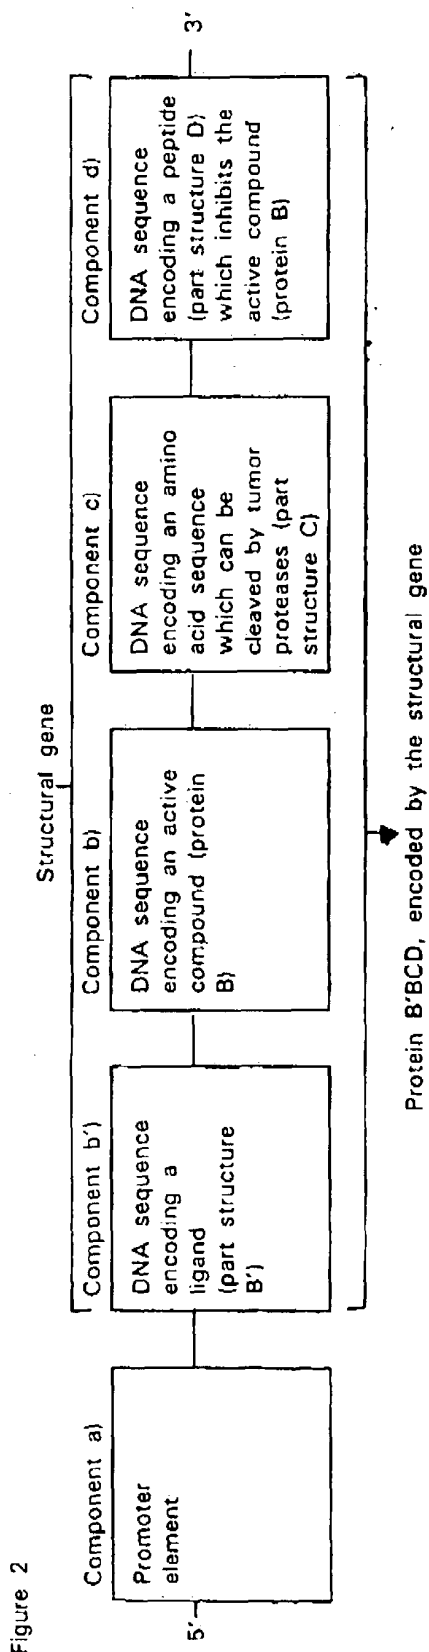 Figure 2
Structural gene
Component a)
Component b')
Component b)
Component c)
Component d)
5'
Promoter
element
DNA sequence
encoding a
ligand
(part structure
B')
DNA sequence
encoding an active
compound (protein
B)
DNA sequence
encoding an amino
acid sequence
which can be
cleaved by tumor
proteases (part
structure C)
DNA sequence
encoding a peptide
(part structure D)
which inhibits the
active compound
(protein B)
3'
Protein B'BCD, encoded by the structural gene